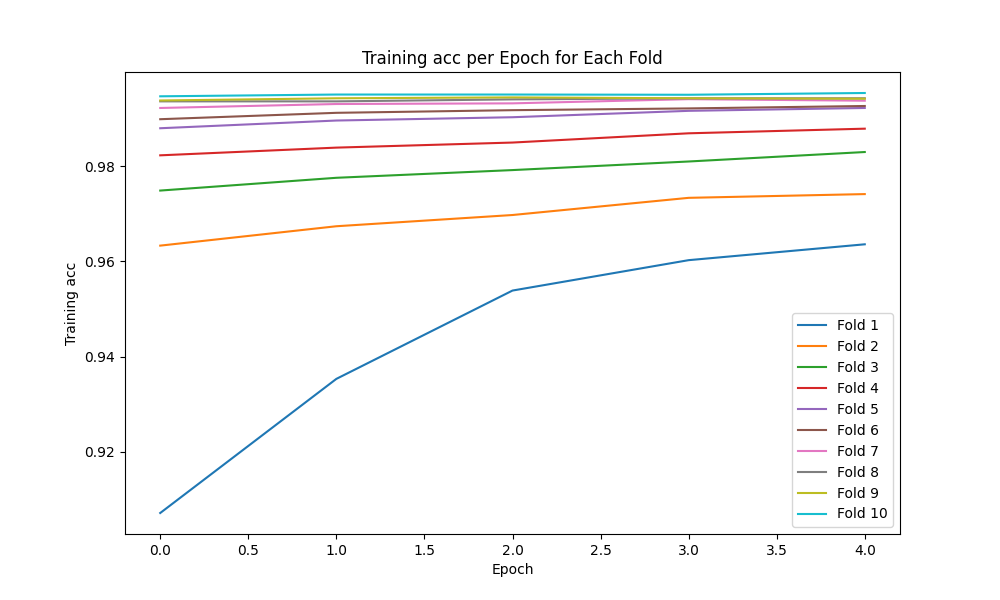 Training acc per Epoch for Each Fold
Training acc
0.98
0.96
0.94
0.92
0.0 0.5 1.0 1.5 2.0 2.5 3.0 3.5 4.0
Epoch
Fold 1
Fold 2
Fold 3
Fold 4
Fold 5
Fold 6
Fold 7
Fold 8
Fold 9
Fold 10